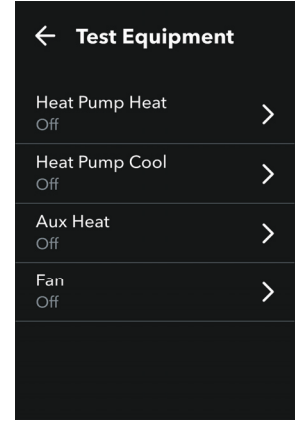 Test Equipment
Heat Pump Heat
Off
Heat Pump Cool
Off
Aux Heat
Off
Fan
Off